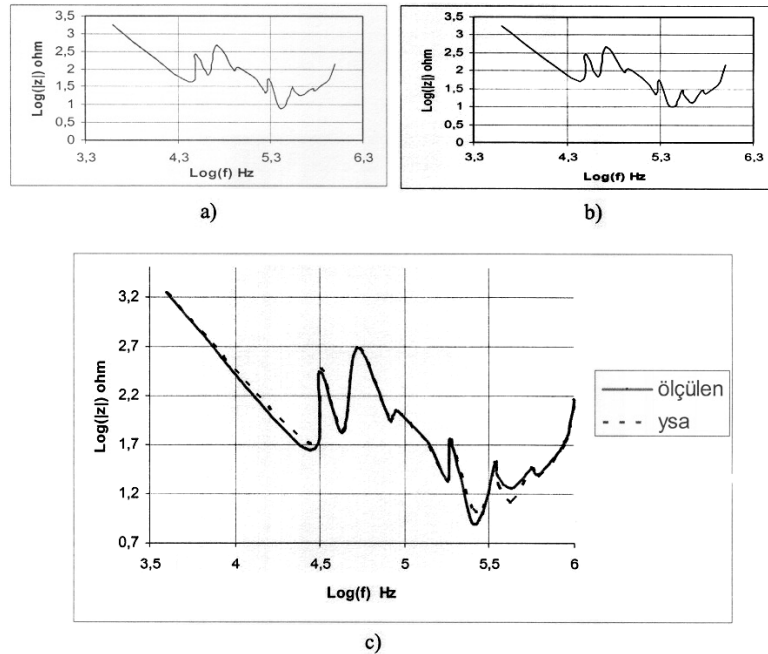 3,5
3
2,5
2
1,5
1
0,5
0
Log(|z|) ohm
3,3 4,3 5,3 6,3
Log(f) Hz
a)
3,5
3
2,5
2
1,5
1
0,5
0
Log(|z|) ohm
3,3 4,3 5,3 6,3
Log(f) Hz
b)
3,2
2,7
2,2
1,7
1,2
0,7
Log(|z|) ohm
3,5 4 4,5 5 5,5 6
Log(f) Hz
ölçülen
ysa
c)